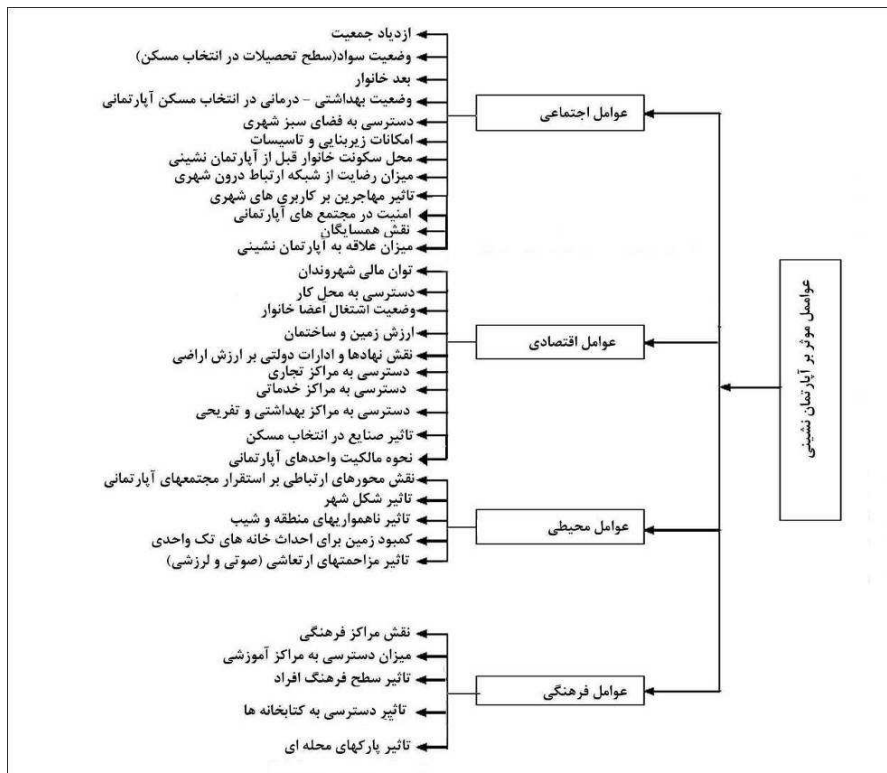 عواممل موثر بر آپارتمان نشینی
عوامل اجتماعی
ازدیاد جمعیت
وضعیت سواد(سطح تحصیلات در انتخاب مسکن)
بعد خانوار
وضعیت بهداشتی – درمانی در انتخاب مسکن آپارتمانی
دسترسی به فضای سبز شهری
امکانات زیربنایی و تاسیسات
محل سکونت خانوار قبل از آپارتمان نشینی
میزان رضایت از شبکه ارتباط درون شهری
تاثیر مهاجرین بر کاربری های شهری
امنیت در مجتمع های آپارتمانی
نقش همسایگان
میزان علاقه به آپارتمان نشینی
عوامل اقتصادی
توان مالی شهروندان
دسترسی به محل کار
وضعیت اشتغال اعضا خانوار
ارزش زمین و ساختمان
نقش نهادها و ادارات دولتی بر ارزش اراضی
دسترسی به مراکز تجاری
دسترسی به مراکز خدماتی
دسترسی به مراکز بهداشتی و تفریحی
تاثیر صنایع در انتخاب مسکن
نحوه مالکیت واحدهای آپارتمانی
عوامل محیطی
نقش محورهای ارتباطی بر استقرار مجتمعهای آپارتمانی
تاثیر شکل شهر
تاثیر ناهمواریهای منطقه و شیب
کمبود زمین برای احداث خانه های تک واحدی
تاثیر مزاحمتهای ارتعاشی (صوتی و لرزشی)
عوامل فرهنگی
نقش مراکز فرهنگی
میزان دسترسی به مراکز آموزشی
تاثیر سطح فرهنگ افراد
تاثیر دسترسی به کتابخانه ها
تاثیر پارکهای محله ای